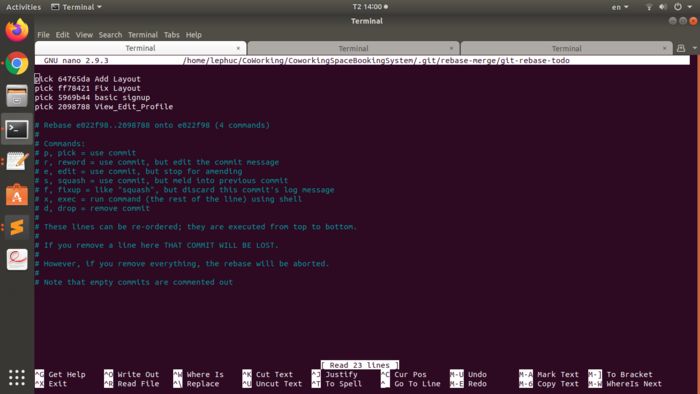 Activities Terminal T2 14:00 en
Terminal
File Edit View Search Terminal Tabs Help
Terminal × Terminal × Terminal ×
GNU nano 2.9.3 /home/lephuc/CoWorking/CoworkingSpaceBookingSystem/.git/rebase-merge/git-rebase-todo
pick 64765da Add Layout
pick ff78421 Fix Layout
pick 5969b44 basic signup
pick 2098788 View_Edit_Profile
# Rebase e022f98..2098788 onto e022f98 (4 commands)
#
# Commands:
# p, pick = use commit
# r, reword = use commit, but edit the commit message
# e, edit = use commit, but stop for amending
# s, squash = use commit, but meld into previous commit
# f, fixup = like "squash", but discard this commit's log message
# x, exec = run command (the rest of the line) using shell
# d, drop = remove commit
#
# These lines can be re-ordered; they are executed from top to bottom.
#
# If you remove a line here THAT COMMIT WILL BE LOST.
#
# However, if you remove everything, the rebase will be aborted.
#
# Note that empty commits are commented out
[ Read 23 lines ]
^G Get Help ^O Write Out ^W Where Is ^K Cut Text ^J Justify ^C Cur Pos M-U Undo M-A Mark Text M-] To Bracket
^X Exit ^R Read File ^\ Replace ^U Uncut Text ^T To Spell ^_ Go To Line M-E Redo M-6 Copy Text M-W WhereIs Next